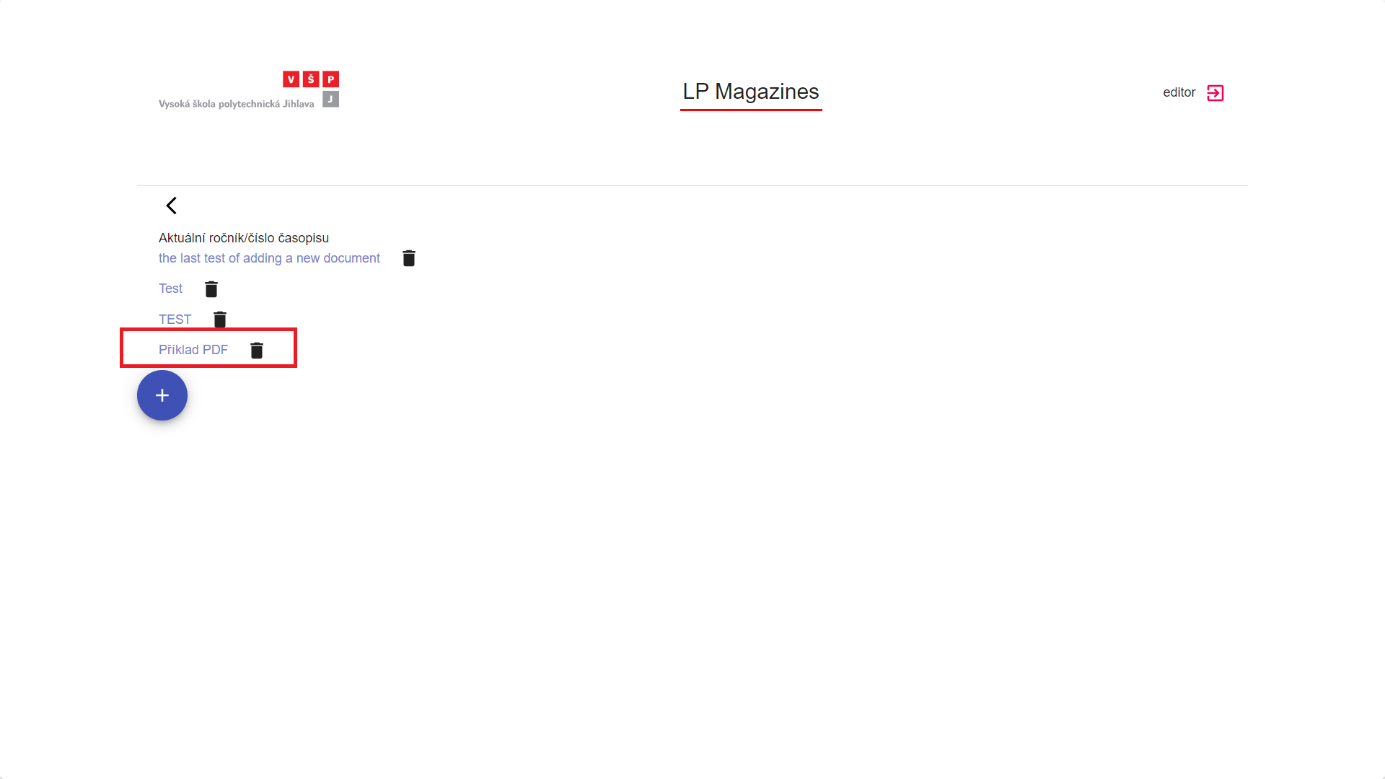 V Š P
Vysoká škola polytechnická Jihlava J
LP Magazines
editor
Aktuální ročník/číslo časopisu
the last test of adding a new document
Test
TEST
Příklad PDF
+